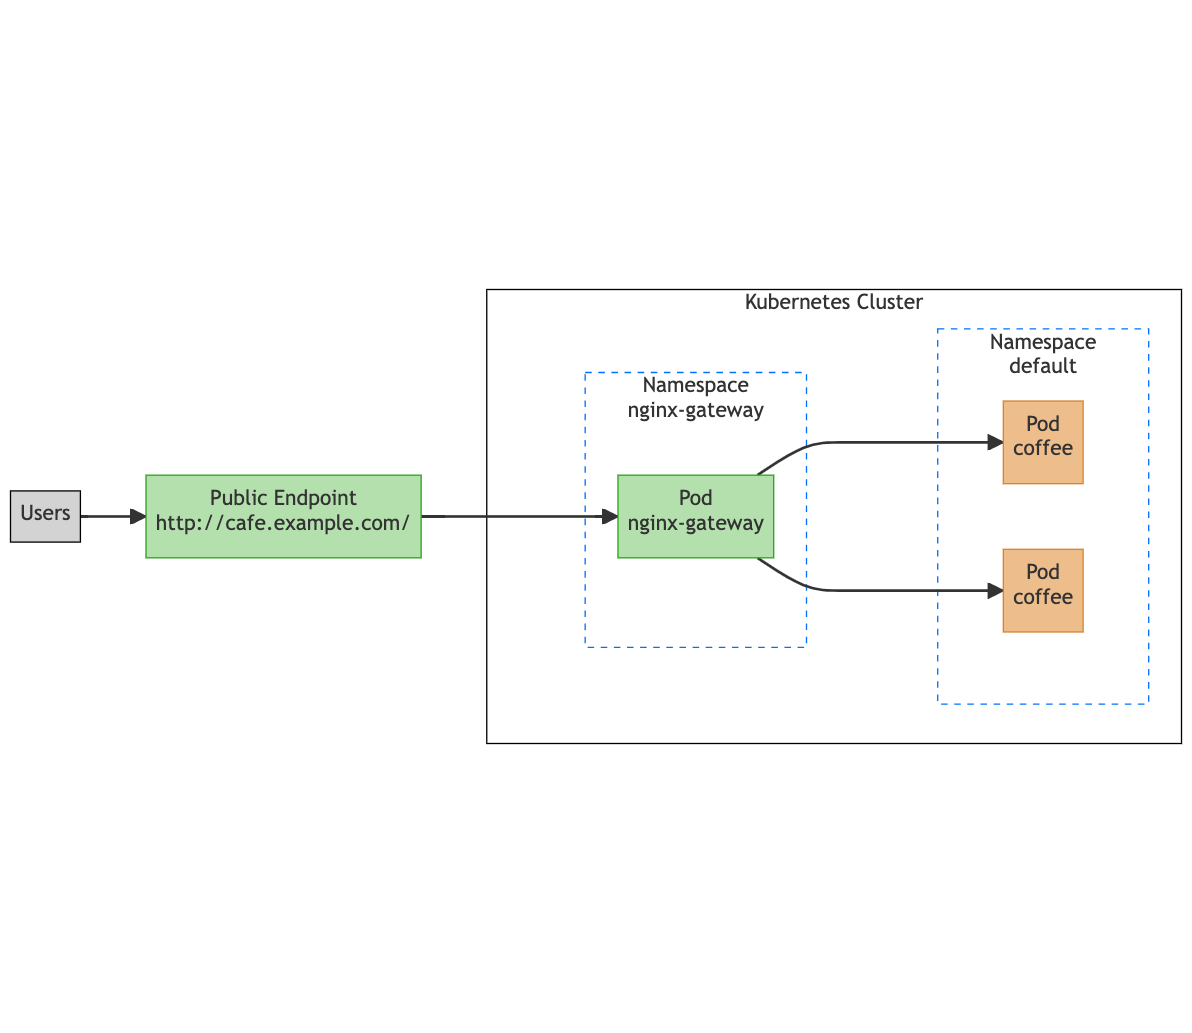 Users
Public Endpoint
http://cafe.example.com/
Kubernetes Cluster
Namespace
nginx-gateway
Pod
nginx-gateway
Namespace
default
Pod
coffee
Pod
coffee